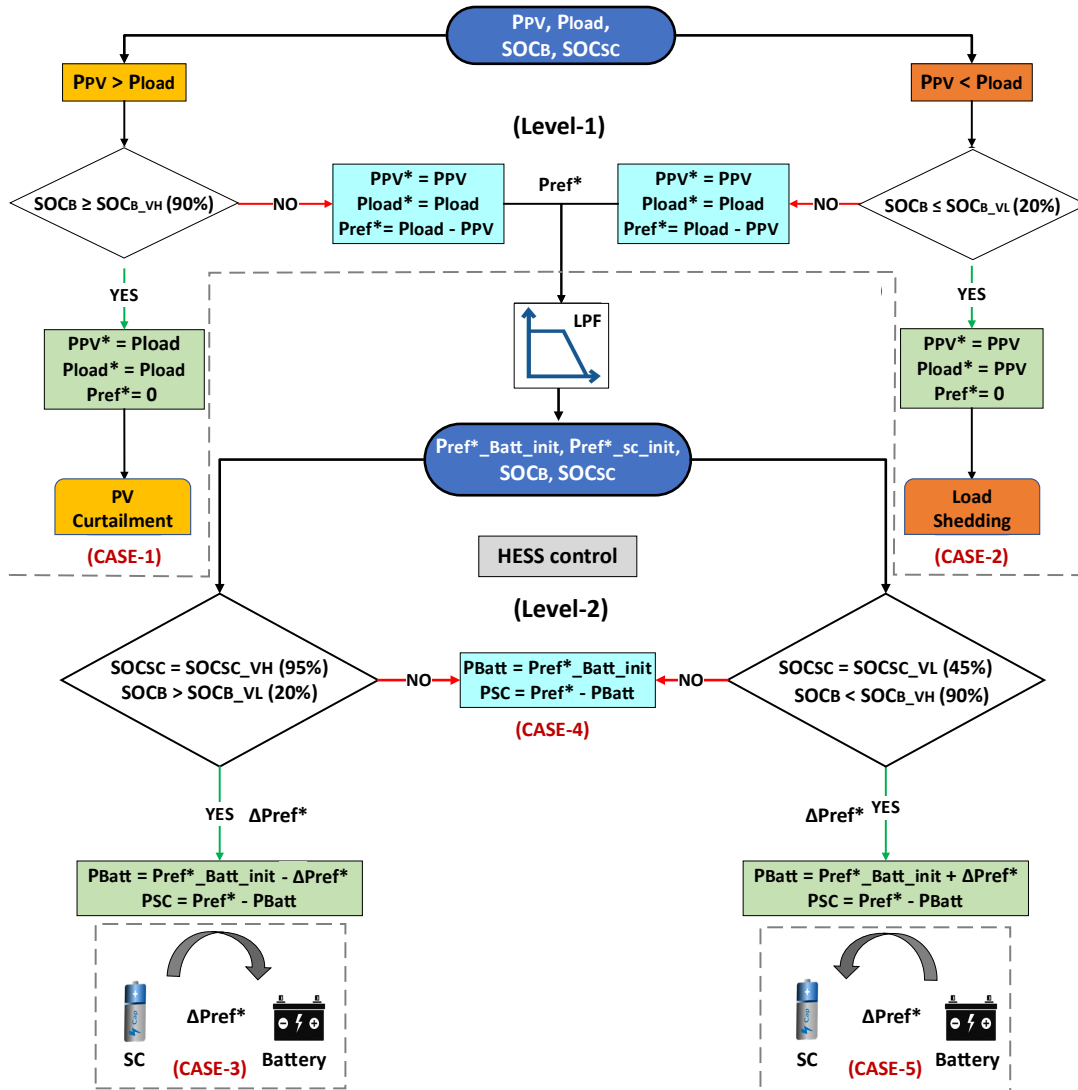 PPV, Pload,
SOCB, SOCSC
PPV > Pload
PPV < Pload
(Level-1)
SOCB ≥ SOCB_VH (90%)
NO
PPV* = PPV
Pload* = Pload
Pref*= Pload - PPV
Pref*
PPV* = PPV
Pload* = Pload
Pref*= Pload - PPV
NO
SOCB ≤ SOCB_VL (20%)
YES
YES
LPF
PPV* = Pload
Pload* = Pload
Pref*= 0
PPV* = PPV
Pload* = PPV
Pref*= 0
Pref*_Batt_init, Pref*_sc_init,
SOCB, SOCSC
PV
Curtailment
(CASE-1)
Load
Shedding
(CASE-2)
HESS control
(Level-2)
SOCSC = SOCSC_VH (95%)
SOCB > SOCB_VL (20%)
NO
PBatt = Pref*_Batt_init
PSC = Pref* - PBatt
(CASE-4)
NO
SOCSC = SOCSC_VL (45%)
SOCB < SOCB_VH (90%)
YES
ΔPref*
ΔPref*
YES
PBatt = Pref*_Batt_init - ΔPref*
PSC = Pref* - PBatt
PBatt = Pref*_Batt_init + ΔPref*
PSC = Pref* - PBatt
Cap
ΔPref*
SC
(CASE-3)
Battery
Cap
ΔPref*
SC
(CASE-5)
Battery